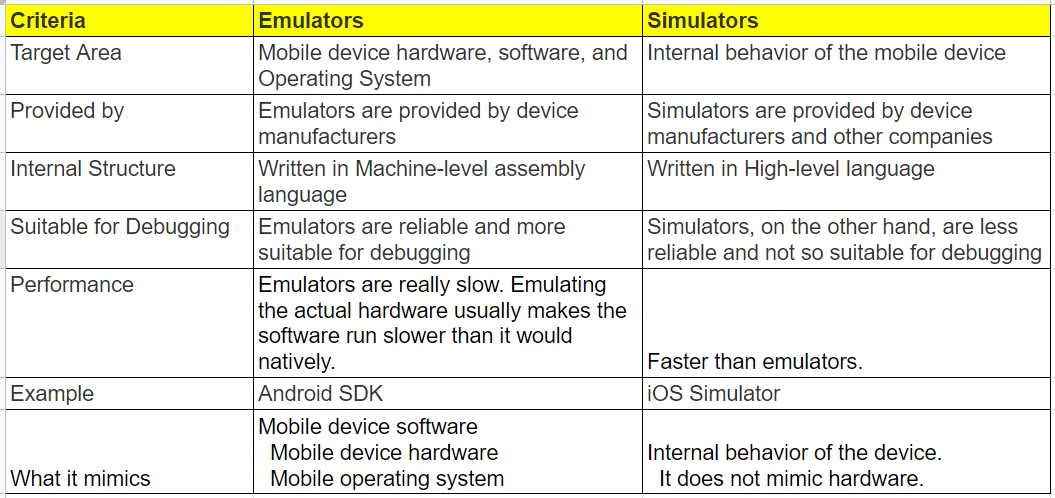 Criteria Emulators Simulators
Target Area Mobile device hardware, software, and Internal behavior of the mobile device
Operating System
Provided by Emulators are provided by device Simulators are provided by device
manufacturers manufacturers and other companies
Internal Structure Written in Machine-level assembly Written in High-level language
language
Suitable for Debugging Emulators are reliable and more Simulators, on the other hand, are less
suitable for debugging reliable and not so suitable for debugging
Performance Emulators are really slow. Emulating
the actual hardware usually makes the
software run slower than it would
natively. Faster than emulators.
Example Android SDK iOS Simulator
Mobile device software
Mobile device hardware Internal behavior of the device.
What it mimics Mobile operating system It does not mimic hardware.